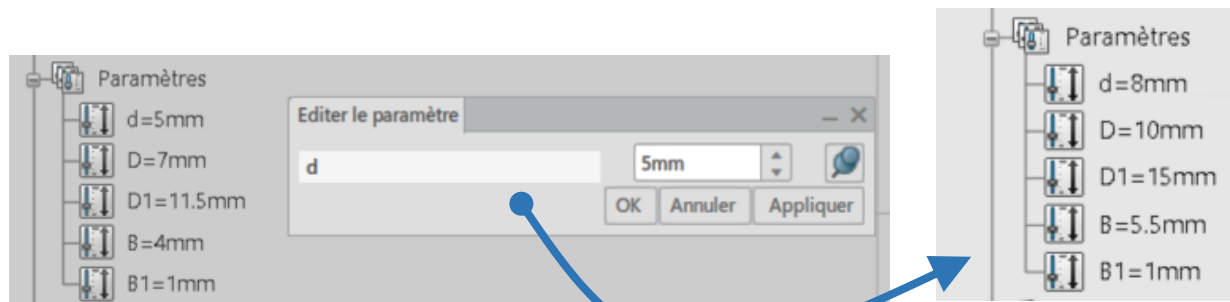 Paramètres
d=5mm
D=7mm
D1=11.5mm
B=4mm
B1=1mm
Editer le paramètre
d
5mm
OK Annuler Appliquer
Paramètres
d=8mm
D=10mm
D1=15mm
B=5.5mm
B1=1mm